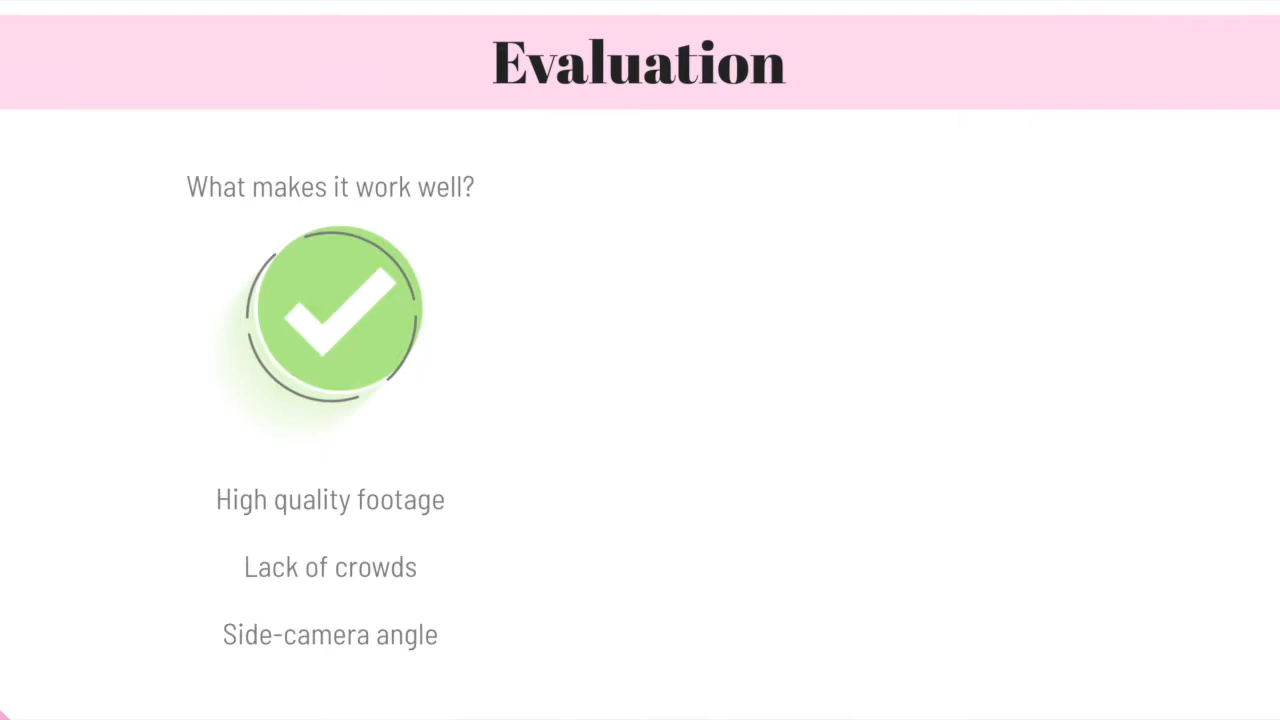 Evaluation
What makes it work well?
High quality footage
Lack of crowds
Side-camera angle